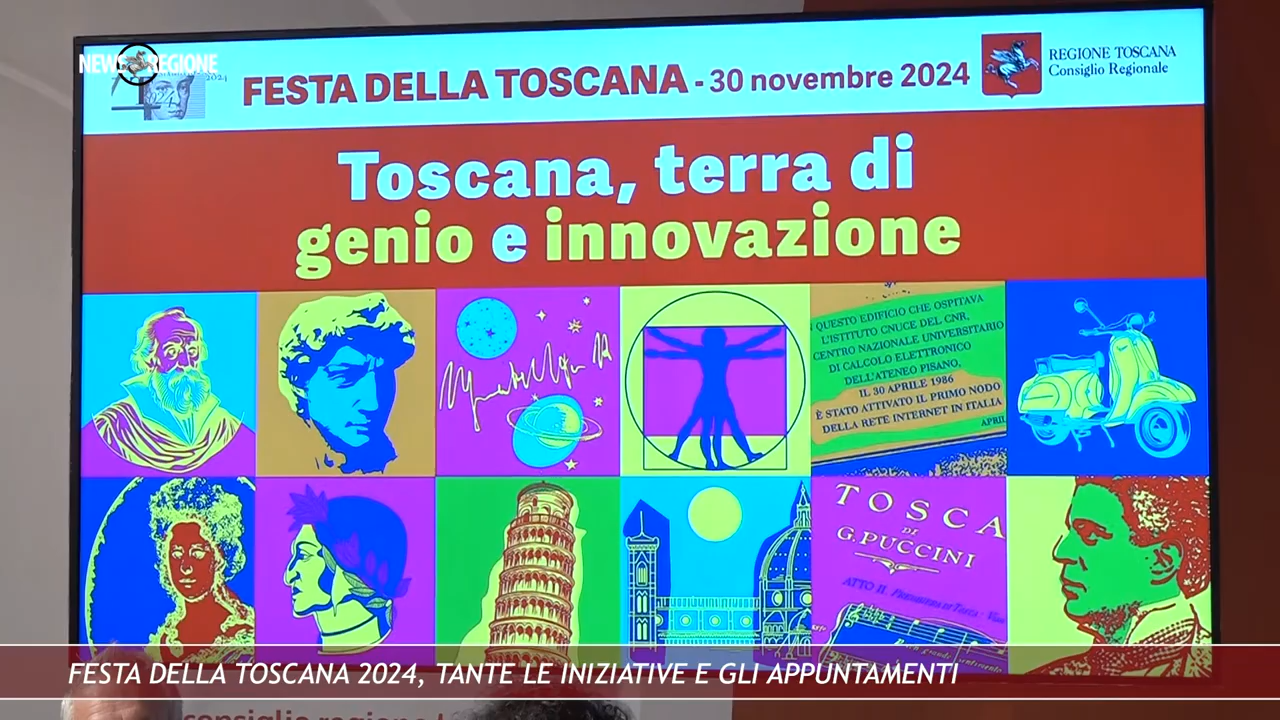 NEWS REGIONE
FESTA DELLA TOSCANA - 30 novembre 2024
REGIONE TOSCANA
Consiglio Regionale
Toscana, terra di
genio e innovazione
QUESTO EDIFICIO CHE OSPITAVA
L'ISTITUTO CNUCE DEL CNR,
CENTRO NAZIONALE UNIVERSITARIO
DI CALCOLO ELETTRONICO
DELL'ATENEO PISANO,
IL 30 APRILE 1986
È STATO ATTIVATO IL PRIMO NODO
DELLA RETE INTERNET IN ITALIA
APRIL
TOSCA
DI
G. PUCCINI
ATTO II.
FESTA DELLA TOSCANA 2024, TANTE LE INIZIATIVE E GLI APPUNTAMENTI
consiglio regione